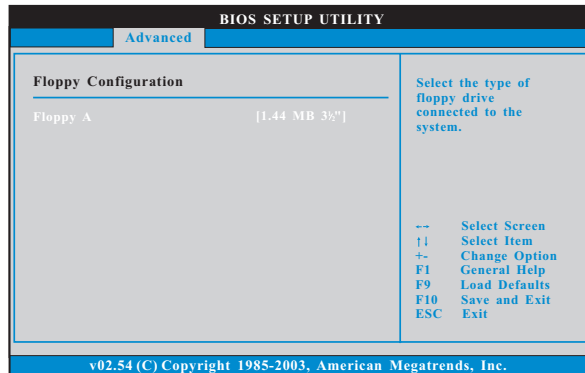 BIOS SETUP UTILITY
Advanced
Floppy Configuration
Floppy A [1.44 MB 3½"]
Select the type of
floppy drive
connected to the
system.
←→ Select Screen
↑↓ Select Item
+- Change Option
F1 General Help
F9 Load Defaults
F10 Save and Exit
ESC Exit
v02.54 (C) Copyright 1985-2003, American Megatrends, Inc.